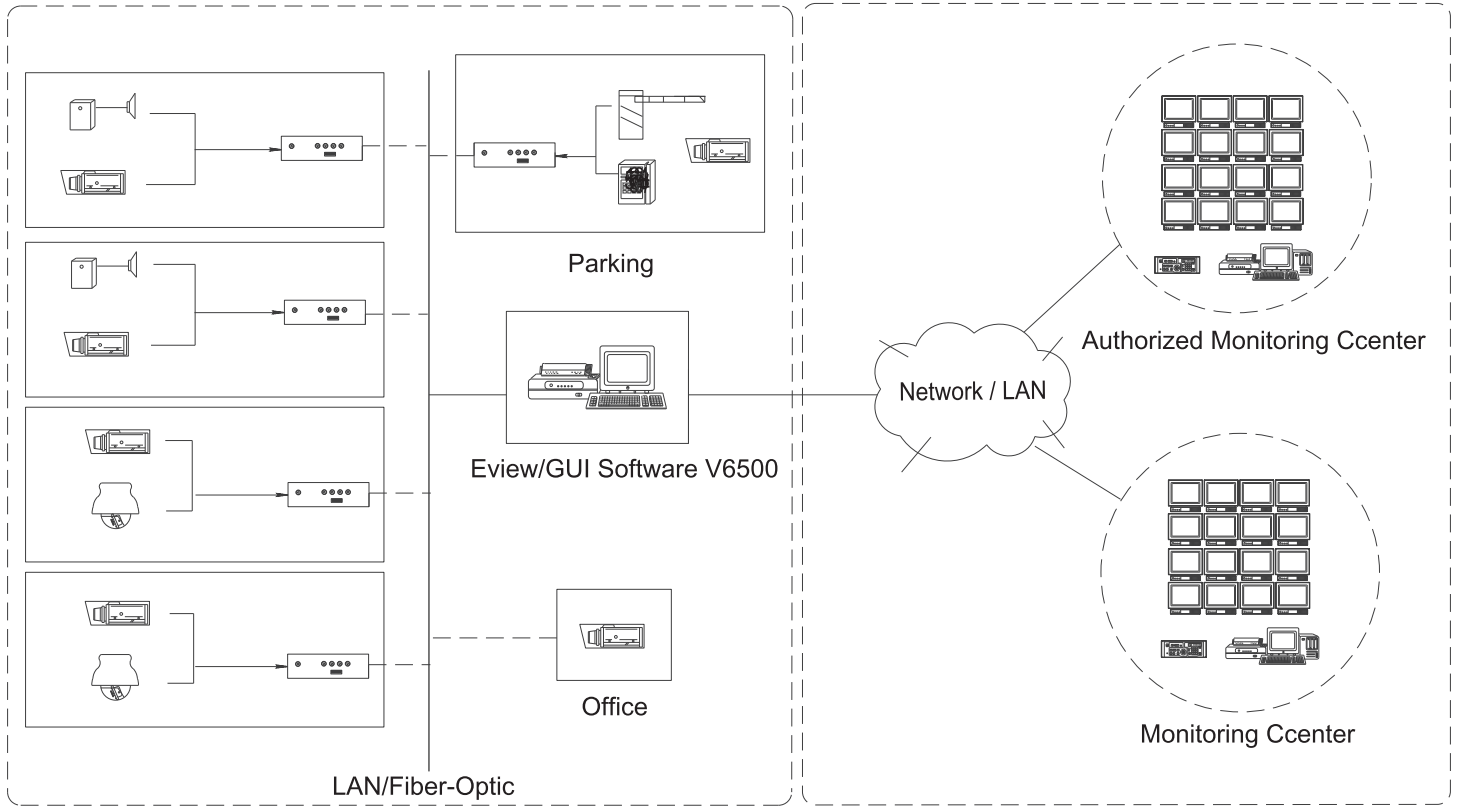 Parking
Authorized Monitoring Ccenter
Network / LAN
Eview/GUI Software V6500
Office
Monitoring Ccenter
LAN/Fiber-Optic